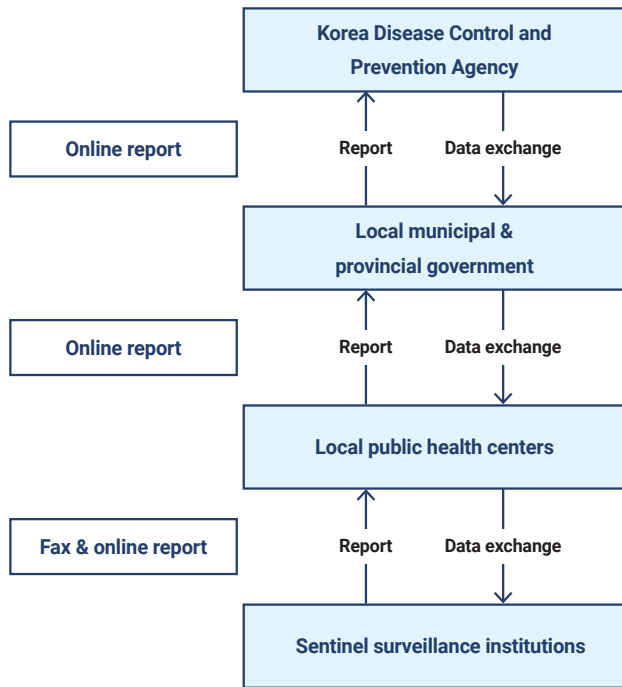 Korea Disease Control and
Prevention Agency
Online report
Report
Data exchange
Local municipal &
provincial government
Online report
Report
Data exchange
Local public health centers
Fax & online report
Report
Data exchange
Sentinel surveillance institutions